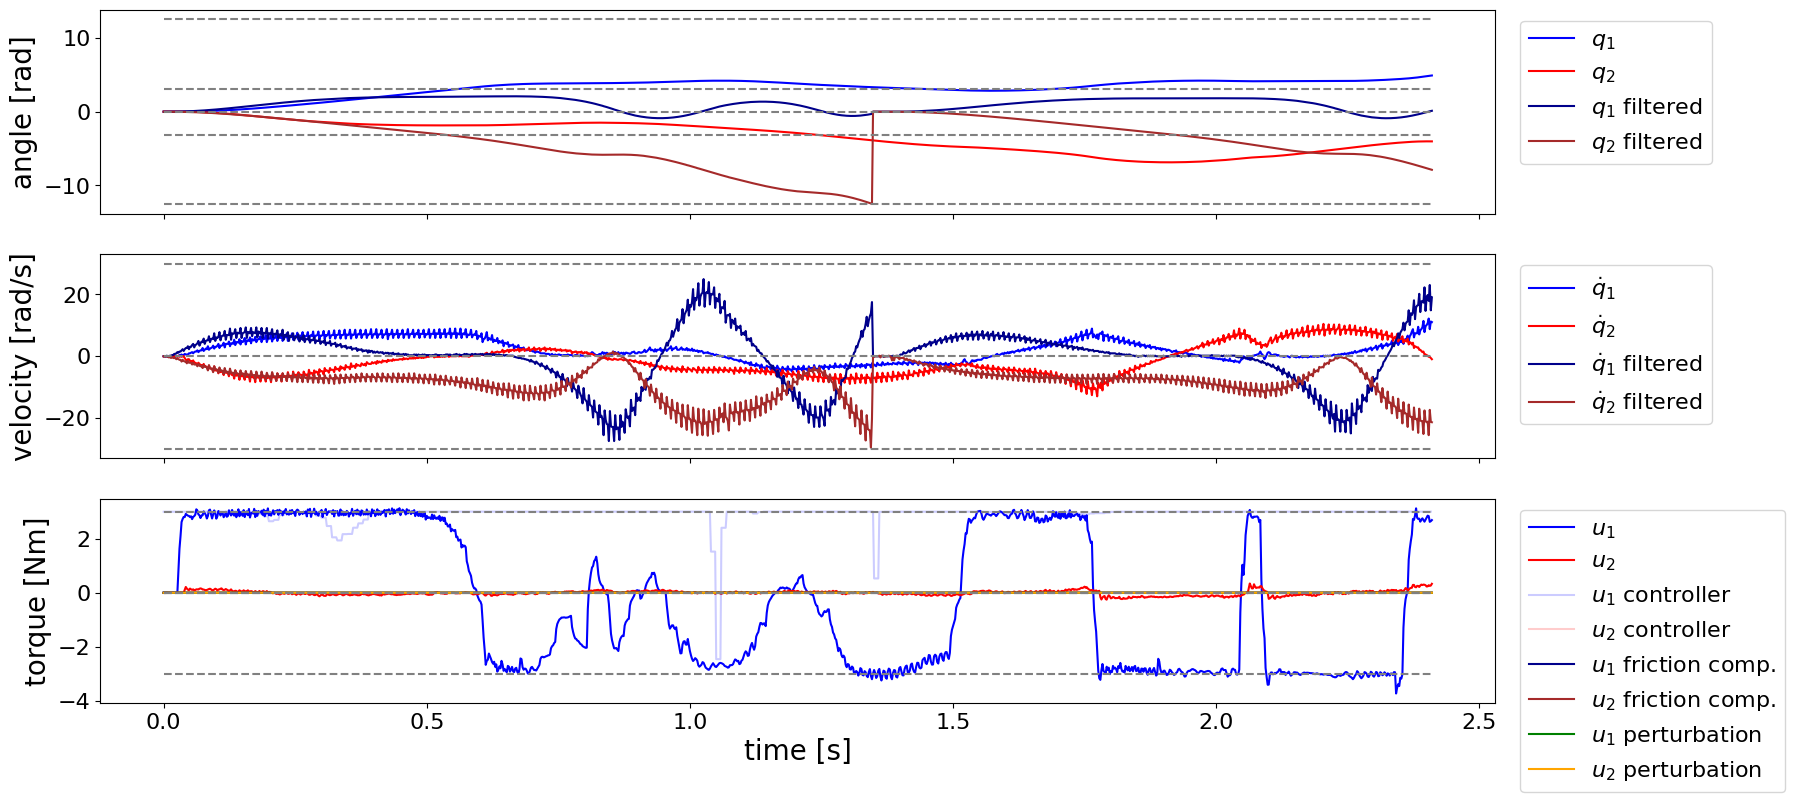 angle [rad]
10
0
−10
q₁
q₂
q₁ filtered
q₂ filtered
velocity [rad/s]
20
0
−20
q̇₁
q̇₂
q̇₁ filtered
q̇₂ filtered
torque [Nm]
2
0
−2
−4
0.0 0.5 1.0 1.5 2.0 2.5
time [s]
u₁
u₂
u₁ controller
u₂ controller
u₁ friction comp.
u₂ friction comp.
u₁ perturbation
u₂ perturbation